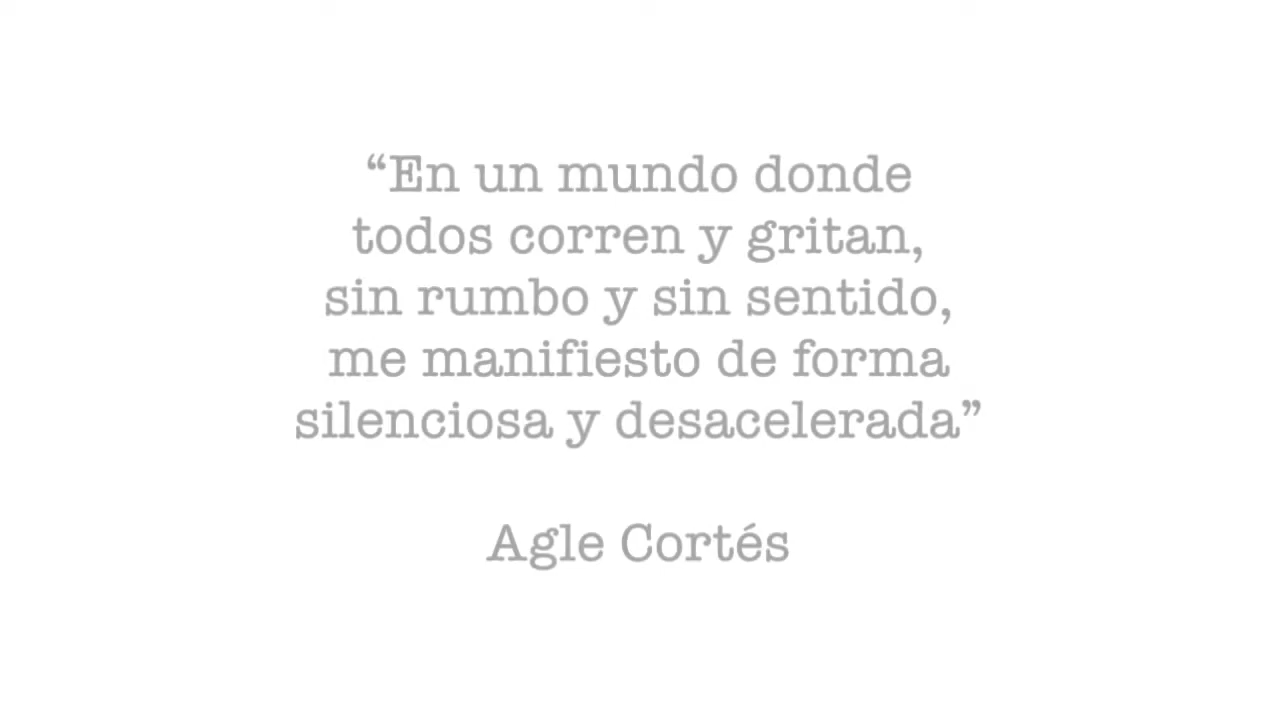 “En un mundo donde
todos corren y gritan,
sin rumbo y sin sentido,
me manifiesto de forma
silenciosa y desacelerada”
Agle Cortés